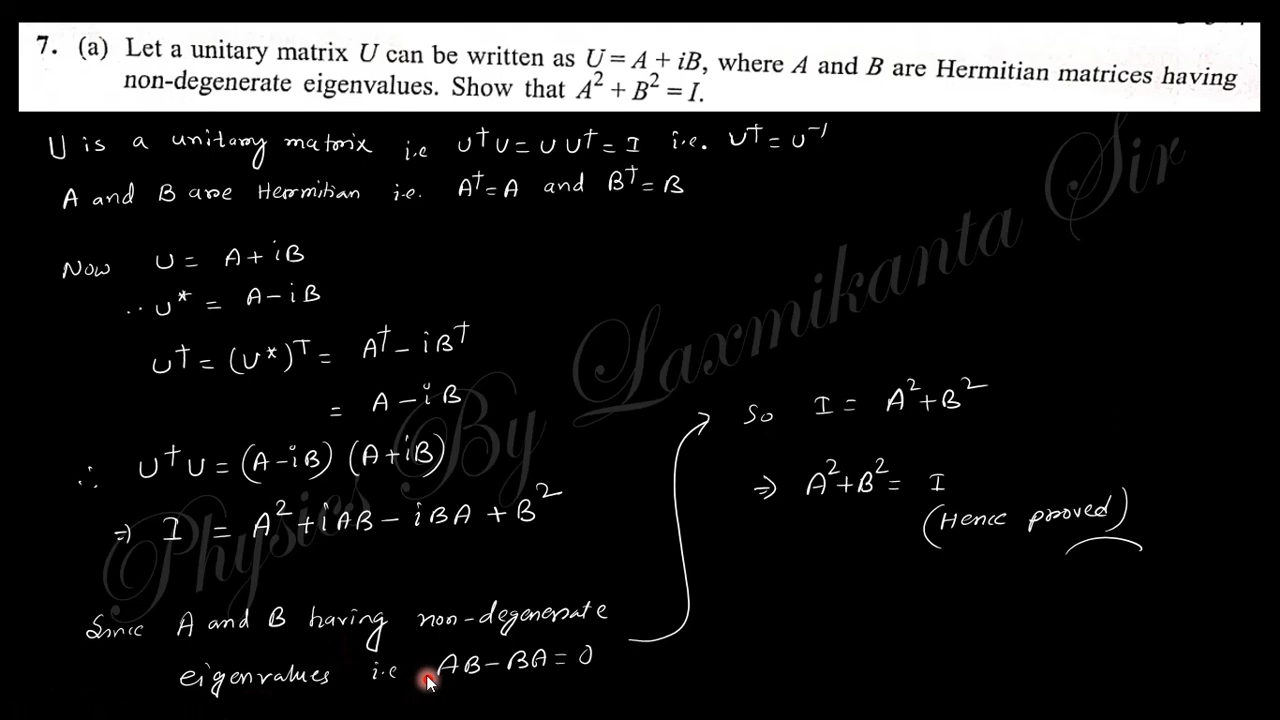 7. (a) Let a unitary matrix U can be written as U = A + iB, where A and B are Hermitian matrices having
non-degenerate eigenvalues. Show that A² + B² = I.
U is a unitary matrix i.e U†U = UU† = I i.e. U† = U⁻¹
A and B are Hermitian i.e. A† = A and B† = B
Now U = A + iB
∴ U* = A - iB
U† = (U*)ᵀ = A† - iB†
= A - iB
∴ U†U = (A-iB) (A+iB)
⇒ I = A² + iAB - iBA + B²
Since A and B having non-degenerate
eigenvalues i.e AB - BA = 0
So I = A² + B²
⇒ A² + B² = I
(Hence proved)
Physics By Laxmikanta Sir